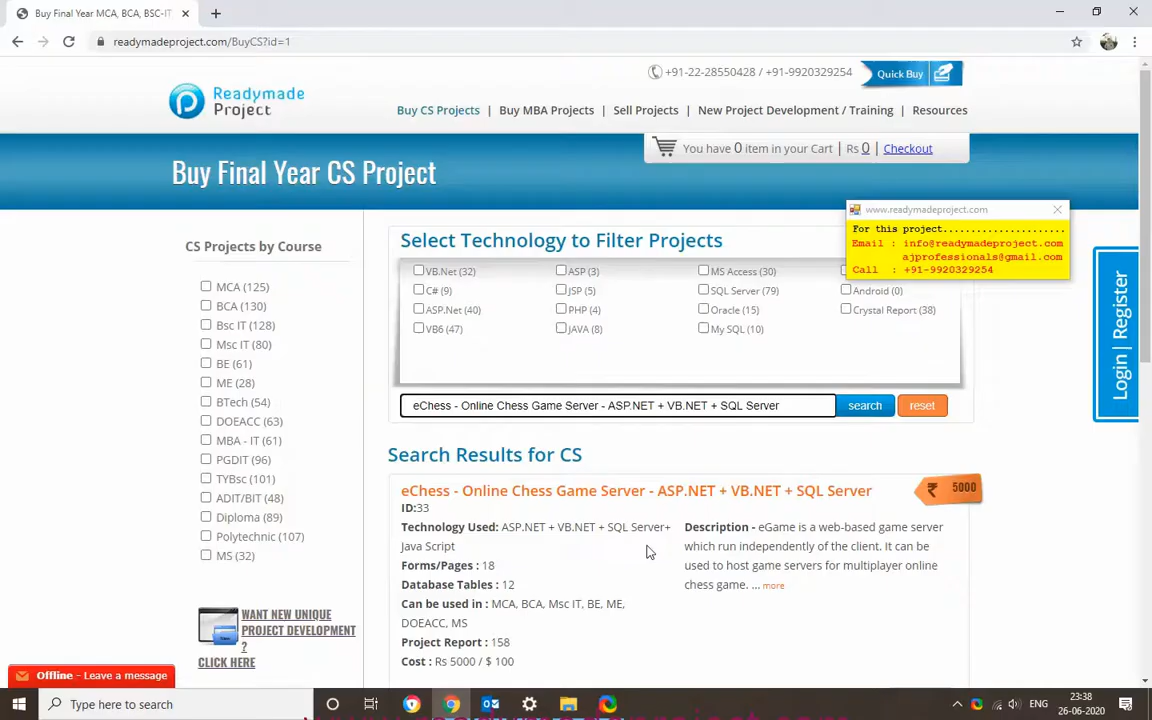 Buy Final Year MCA, BCA, BSC-IT
readymadeproject.com/BuyCS?id=1
+91-22-28550428 / +91-9920329254
Quick Buy
Readymade
Project
Buy CS Projects | Buy MBA Projects | Sell Projects | New Project Development / Training | Resources
You have 0 item in your Cart | Rs 0 | Checkout
Buy Final Year CS Project
www.readymadeproject.com
For this project.....................
Email : info@readymadeproject.com
ajprofessionals@gmail.com
Call : +91-9920329254
Login | Register
CS Projects by Course
MCA (125)
BCA (130)
Bsc IT (128)
Msc IT (80)
BE (61)
ME (28)
BTech (54)
DOEACC (63)
MBA - IT (61)
PGDIT (96)
TYBsc (101)
ADIT/BIT (48)
Diploma (89)
Polytechnic (107)
MS (32)
WANT NEW UNIQUE
PROJECT DEVELOPMENT
?
CLICK HERE
Select Technology to Filter Projects
VB.Net (32) ASP (3) MS Access (30)
C# (9) JSP (5) SQL Server (79) Android (0)
ASP.Net (40) PHP (4) Oracle (15) Crystal Report (38)
VB6 (47) JAVA (8) My SQL (10)
eChess - Online Chess Game Server - ASP.NET + VB.NET + SQL Server
search reset
Search Results for CS
eChess - Online Chess Game Server - ASP.NET + VB.NET + SQL Server
₹ 5000
ID:33
Technology Used: ASP.NET + VB.NET + SQL Server+
Java Script
Forms/Pages : 18
Database Tables : 12
Can be used in : MCA, BCA, Msc IT, BE, ME,
DOEACC, MS
Project Report : 158
Cost : Rs 5000 / $ 100
Description - eGame is a web-based game server
which run independently of the client. It can be
used to host game servers for multiplayer online
chess game. ... more
Offline - Leave a message
Type here to search
ENG
23:38
26-06-2020